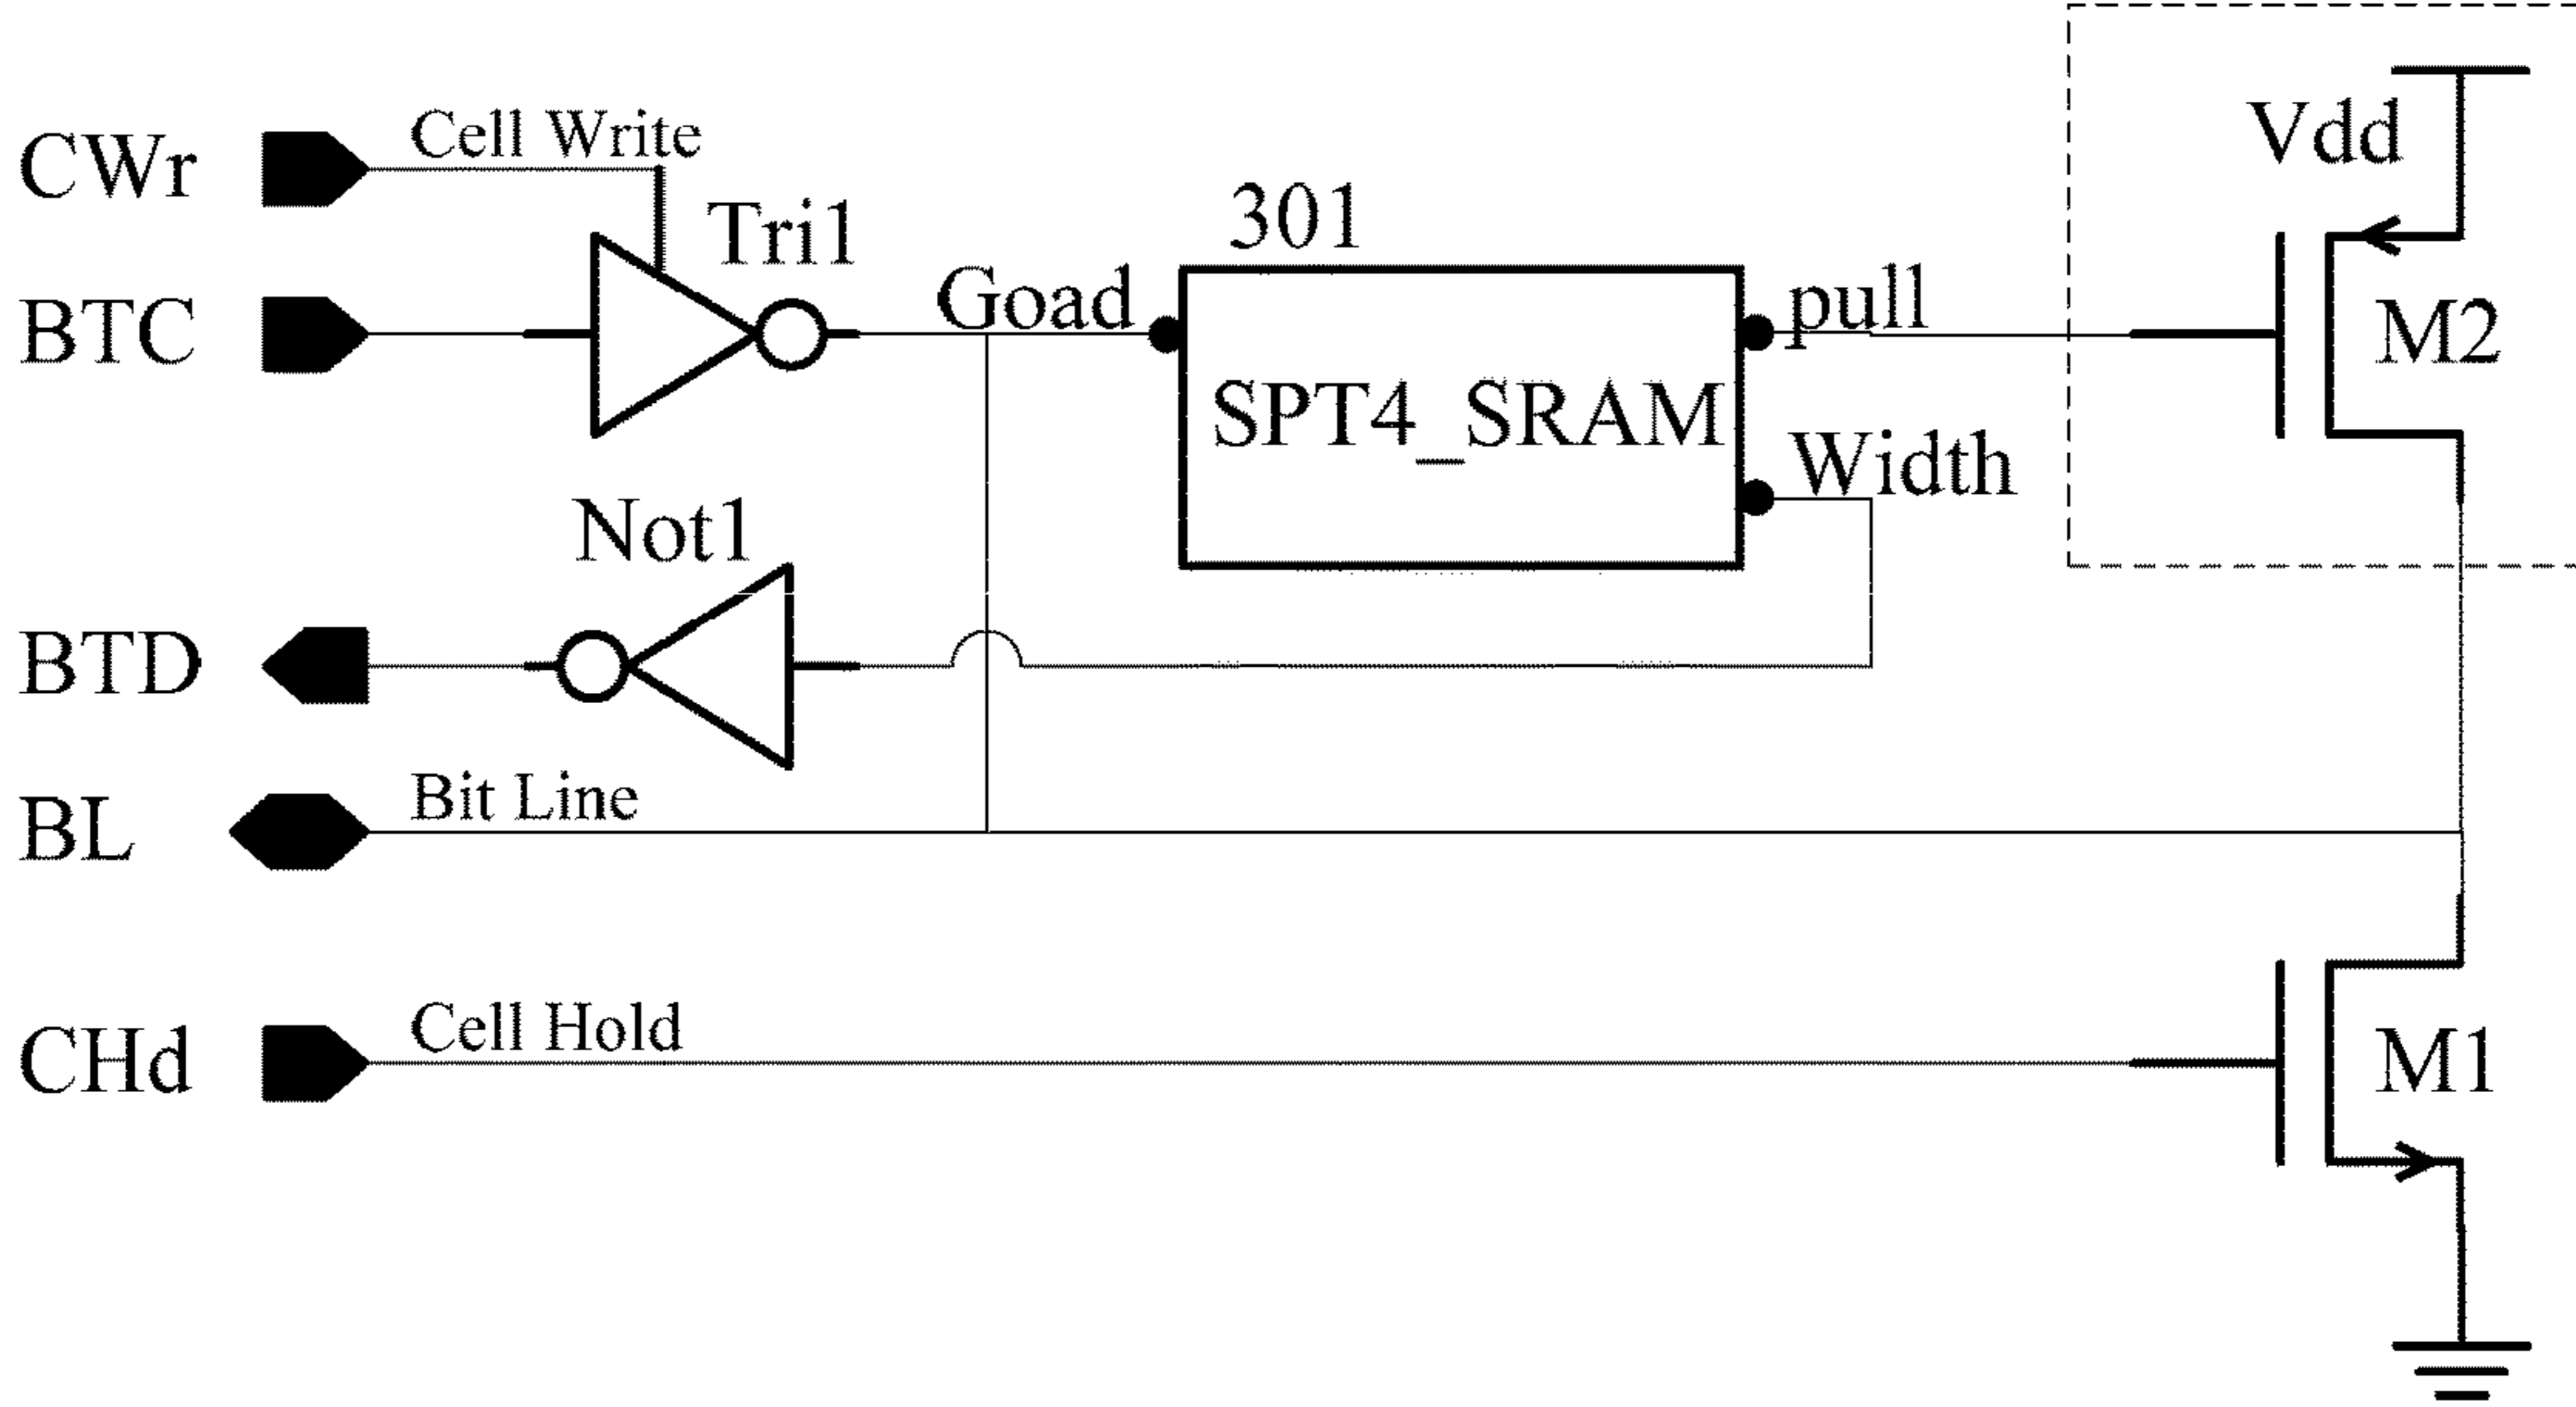 CWr
Cell Write
Tri1
BTC
Goad
301
SPT4_SRAM
pull
Width
Vdd
M2
Not1
BTD
BL
Bit Line
CHd
Cell Hold
M1